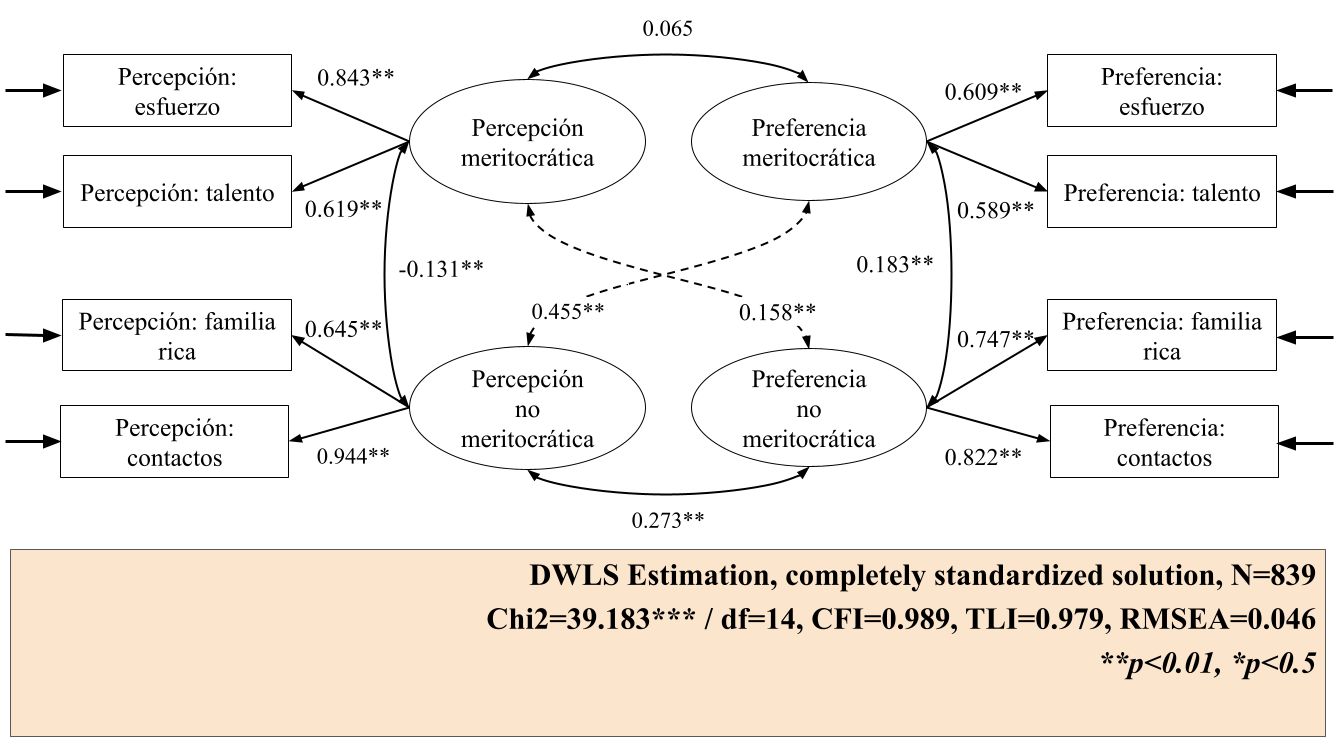 0.065
Percepción:
esfuerzo
0.843**
Percepción
meritocrática
Preferencia
meritocrática
0.609**
Preferencia:
esfuerzo
Percepción: talento
0.619**
0.589**
Preferencia: talento
-0.131**
0.183**
Percepción: familia
rica
0.645**
0.455**
0.158**
0.747**
Preferencia: familia
rica
Percepción
no
meritocrática
Preferencia
no
meritocrática
Percepción:
contactos
0.944**
0.822**
Preferencia:
contactos
0.273**
DWLS Estimation, completely standardized solution, N=839
Chi2=39.183*** / df=14, CFI=0.989, TLI=0.979, RMSEA=0.046
**p<0.01, *p<0.5